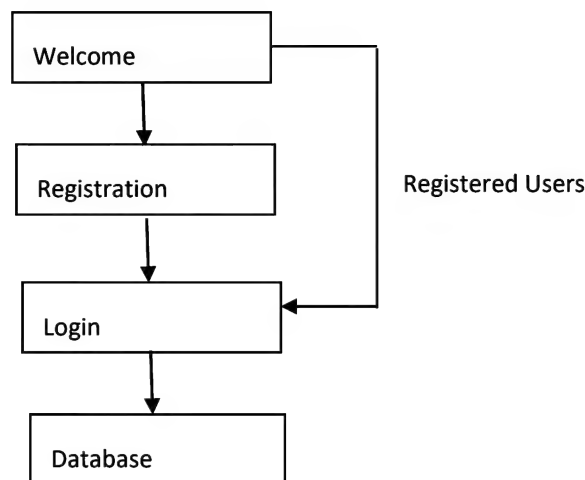 Welcome
Registration
Registered Users
Login
Database